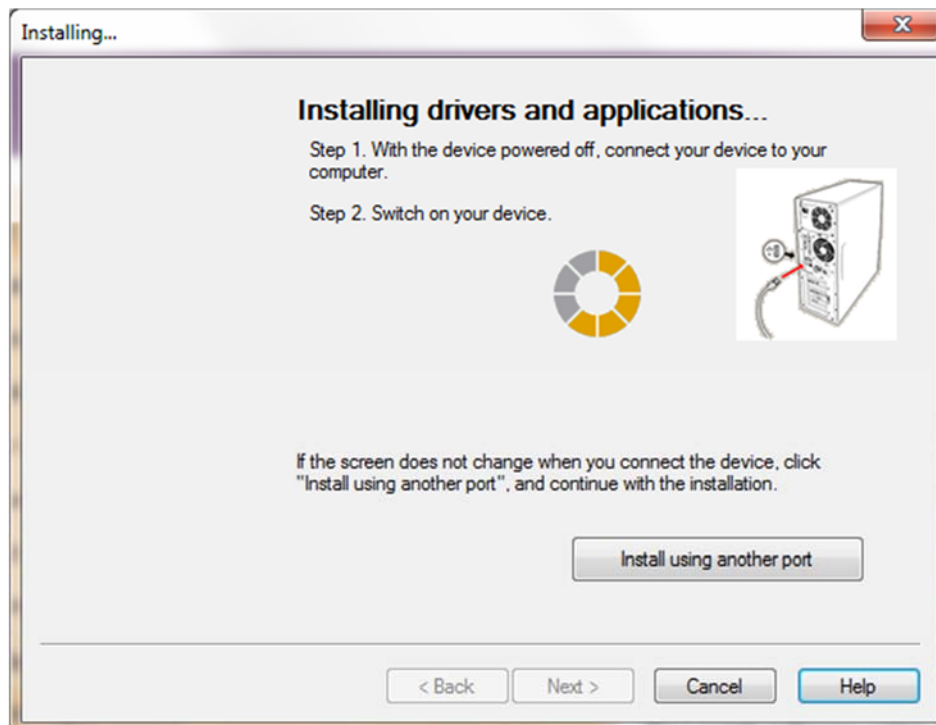 Installing...
Installing drivers and applications...
Step 1. With the device powered off, connect your device to your
computer.
Step 2. Switch on your device.
If the screen does not change when you connect the device, click
"Install using another port", and continue with the installation.
Install using another port
< Back
Next >
Cancel
Help